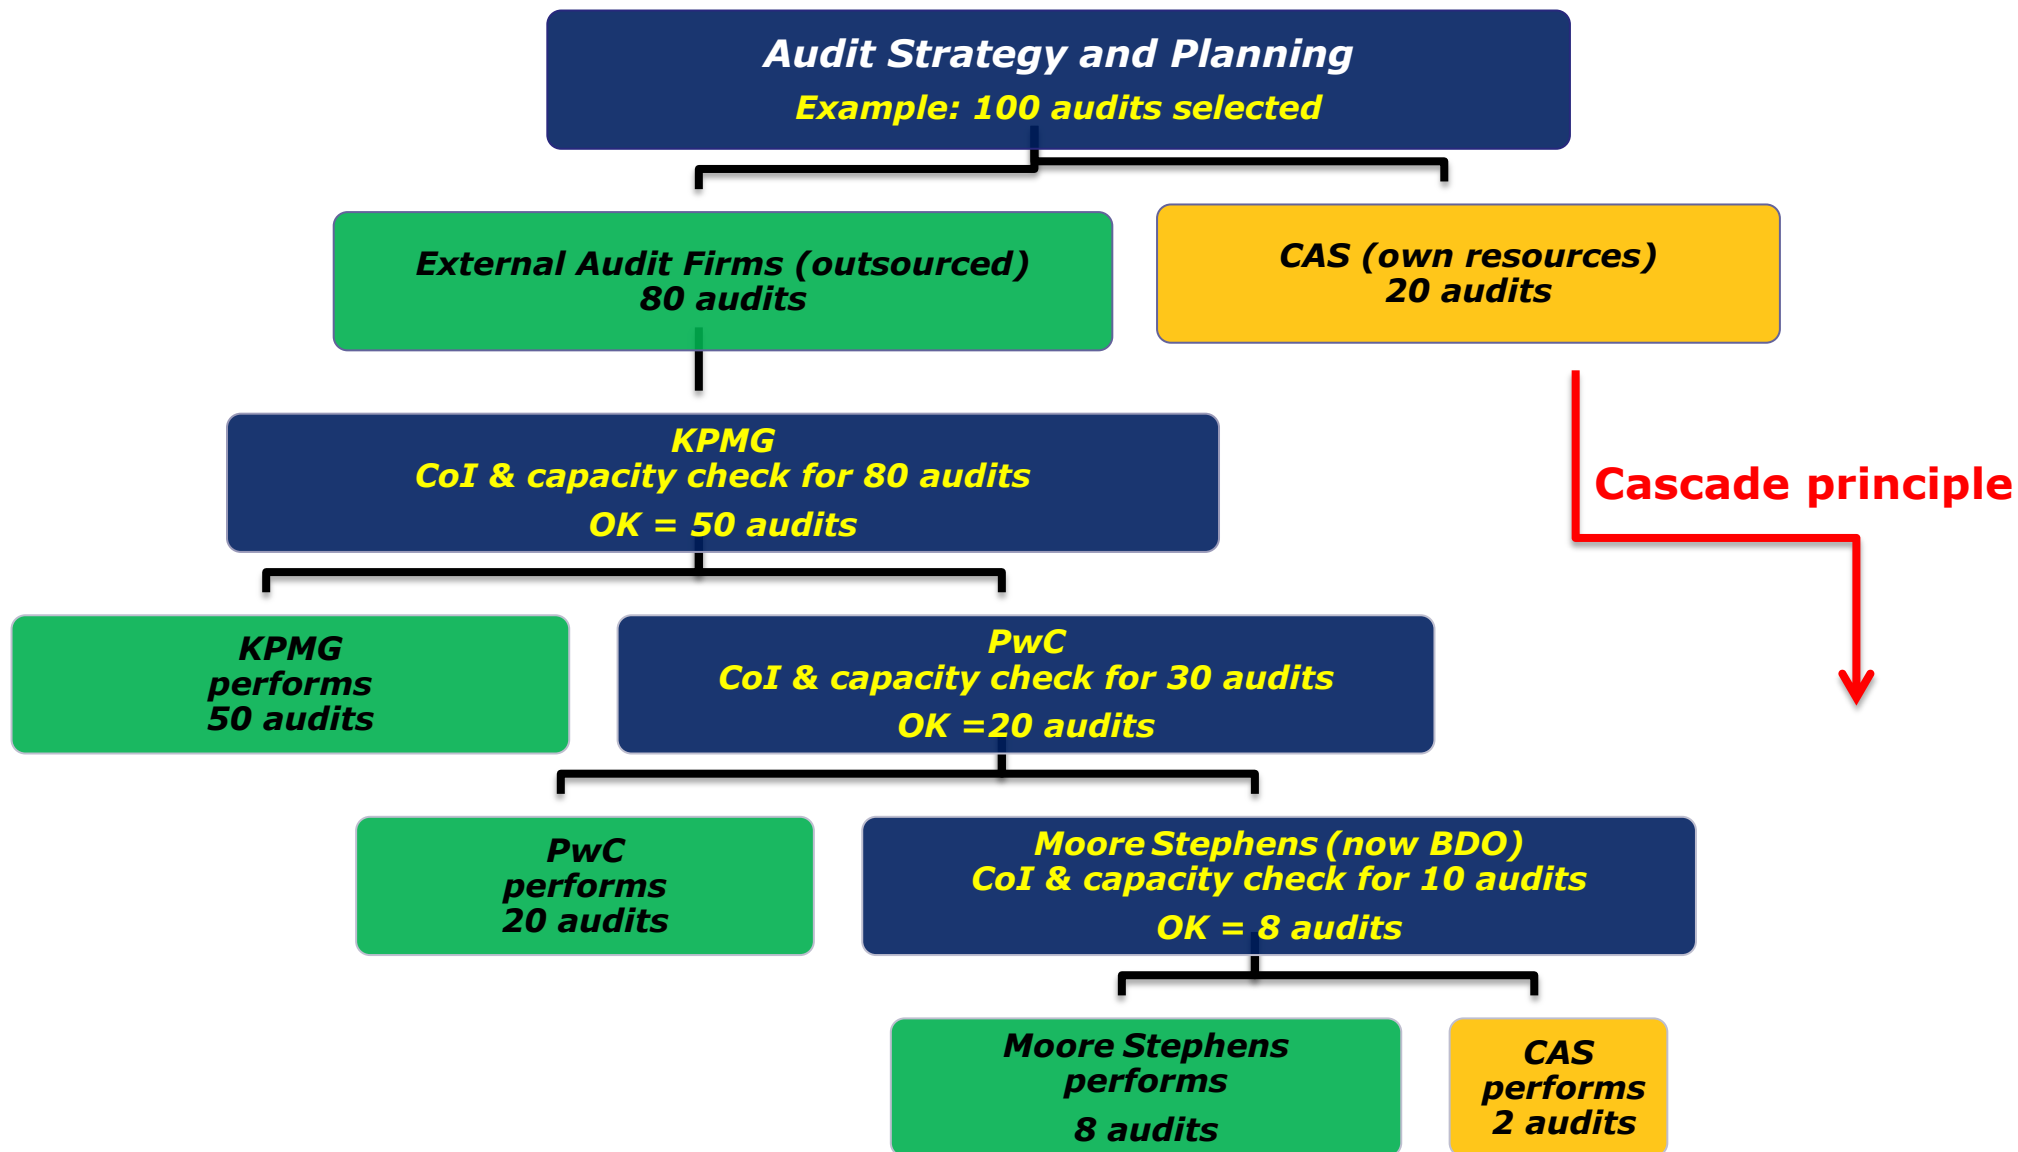 Audit Strategy and Planning
Example: 100 audits selected
External Audit Firms (outsourced)
80 audits
CAS (own resources)
20 audits
KPMG
CoI & capacity check for 80 audits
OK = 50 audits
Cascade principle
KPMG
performs
50 audits
PwC
CoI & capacity check for 30 audits
OK =20 audits
PwC
performs
20 audits
Moore Stephens (now BDO)
CoI & capacity check for 10 audits
OK = 8 audits
Moore Stephens
performs
8 audits
CAS
performs
2 audits